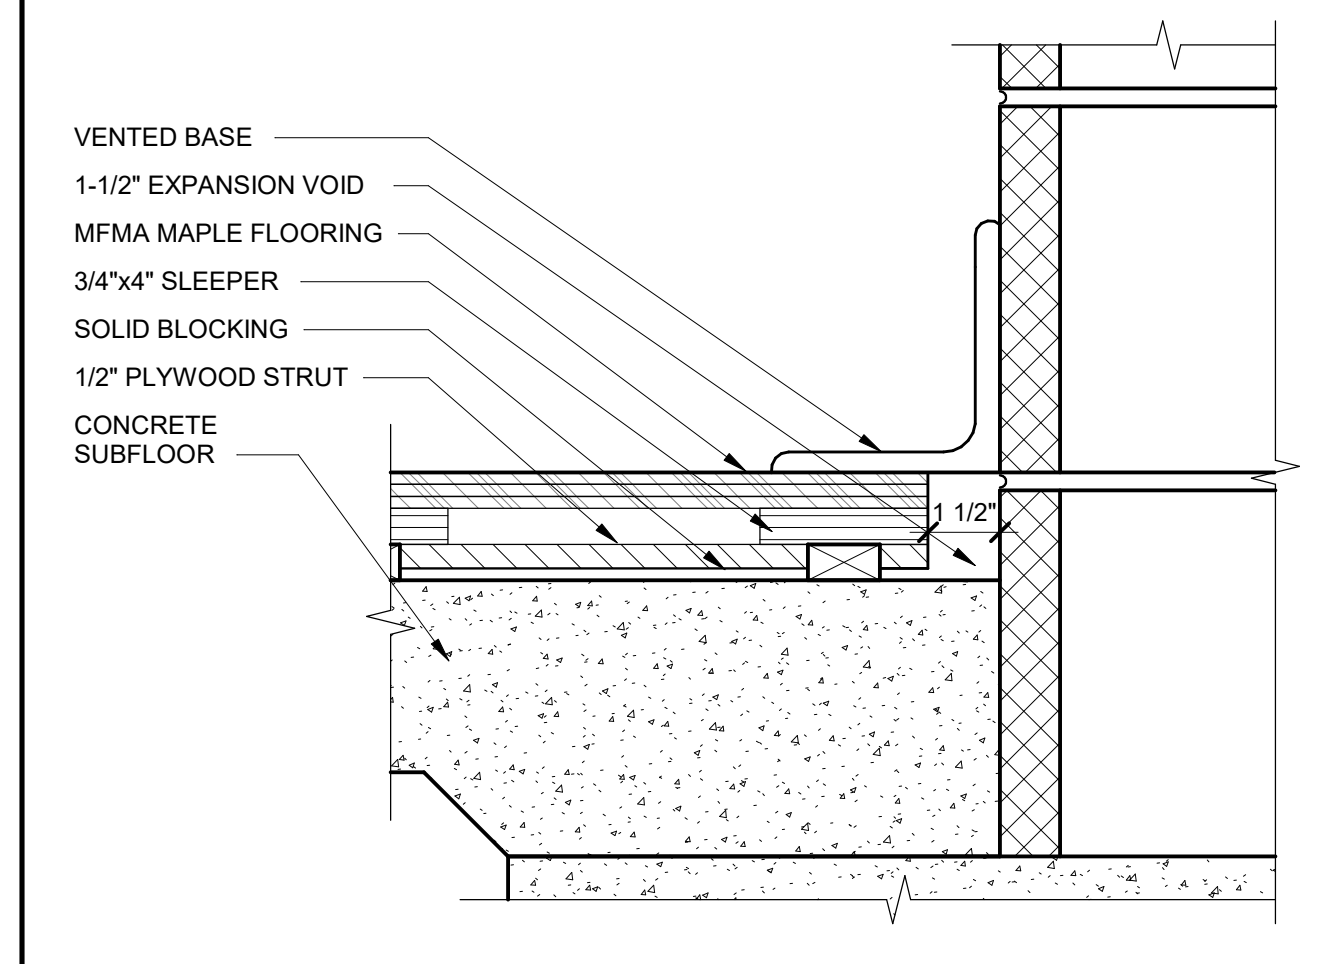 VENTED BASE
1-1/2" EXPANSION VOID
MFMA MAPLE FLOORING
3/4"x4" SLEEPER
SOLID BLOCKING
1/2" PLYWOOD STRUT
CONCRETE
SUBFLOOR
1 1/2"